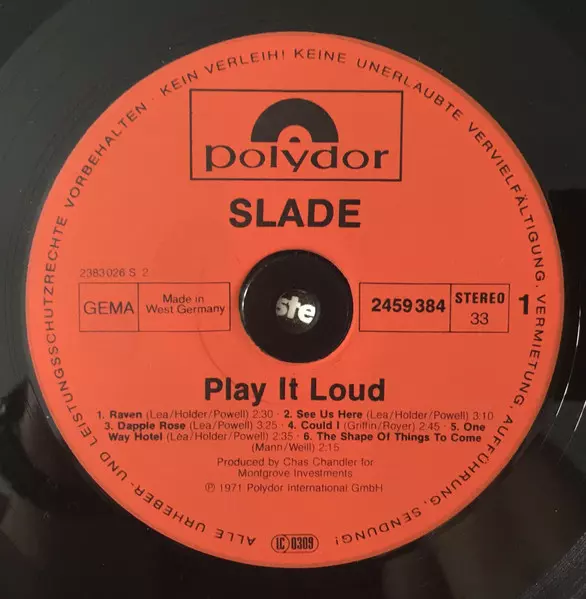 ALLE URHEBER- UND LEISTUNGSSCHUTZRECHTE VORBEHALTEN · KEIN VERLEIH! KEINE UNERLAUBTE VERVIELFÄLTIGUNG, VERMIETUNG, AUFFÜHRUNG, SENDUNG!
polydor
SLADE
2383026 S 2
GEMA
Made in
West Germany
ste
2459 384
STEREO
33
1
Play It Loud
1. Raven (Lea/Holder/Powell) 2:30 · 2. See Us Here (Lea/Holder/Powell) 3:10
3. Dapple Rose (Lea/Powell) 3:25 · 4. Could I (Griffin/Royer) 2:45 · 5. One
Way Hotel (Lea/Holder/Powell) 2:35 · 6. The Shape Of Things To Come
(Mann/Weill) 2:15
Produced by Chas Chandler for
Montgrove Investments
℗ 1971 Polydor International GmbH
LC 0309